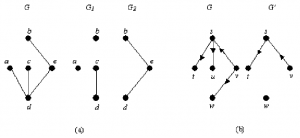 G G₁ G₂ G G'
b b b s s
a c e a c e
t u v t v
d d d w w
(a) (b)